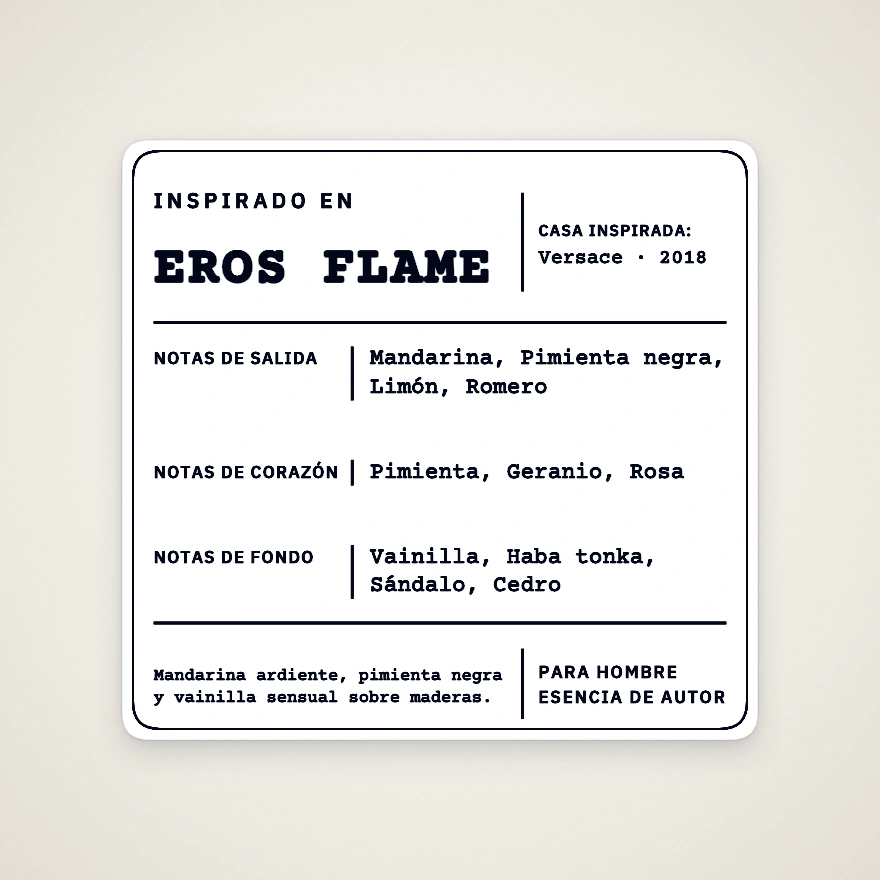 INSPIRADO EN
EROS FLAME
CASA INSPIRADA:
Versace · 2018
NOTAS DE SALIDA
Mandarina, Pimienta negra,
Limón, Romero
NOTAS DE CORAZÓN
Pimienta, Geranio, Rosa
NOTAS DE FONDO
Vainilla, Haba tonka,
Sándalo, Cedro
Mandarina ardiente, pimienta negra
y vainilla sensual sobre maderas.
PARA HOMBRE
ESENCIA DE AUTOR